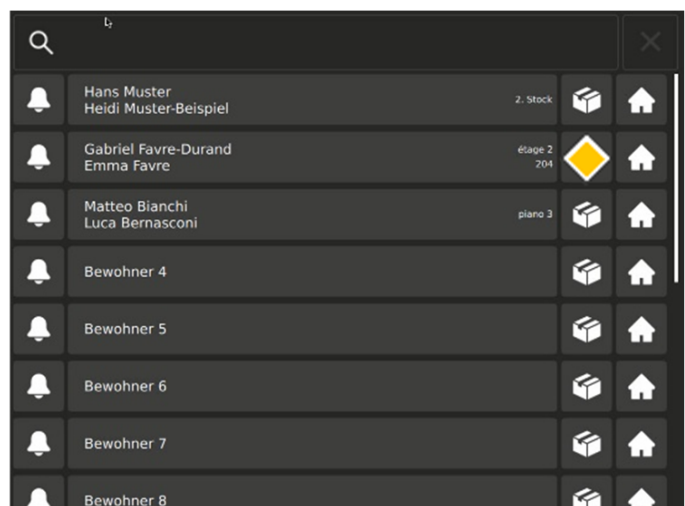 Hans Muster
Heidi Muster-Beispiel
2. Stock
Gabriel Favre-Durand
Emma Favre
étage 2
204
Matteo Bianchi
Luca Bernasconi
piano 3
Bewohner 4
Bewohner 5
Bewohner 6
Bewohner 7
Bewohner 8